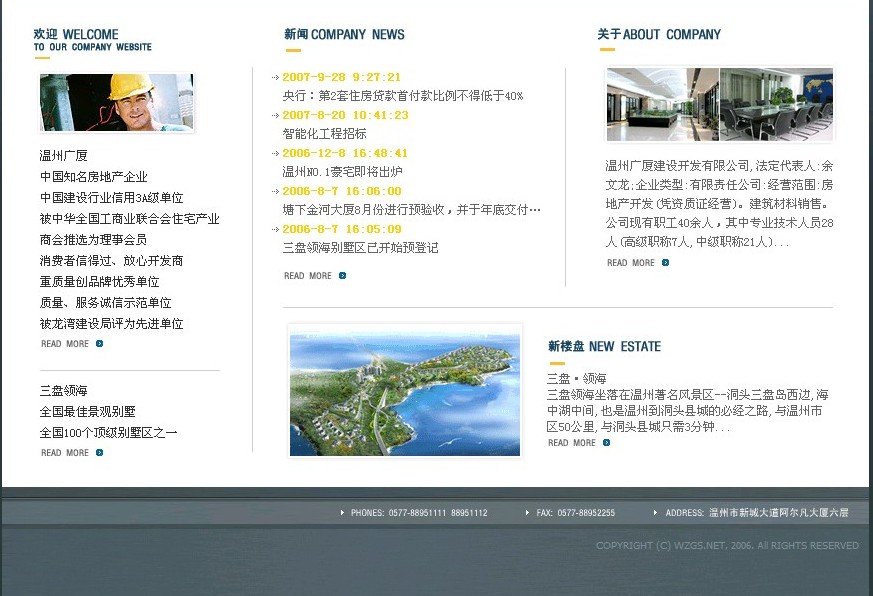 欢迎 WELCOME
TO OUR COMPANY WEBSITE
温州广厦
中国知名房地产企业
中国建设行业信用3A级单位
被中华全国工商业联合会住宅产业
商会推选为理事会员
消费者信得过、放心开发商
重质量创品牌优秀单位
质量、服务诚信示范单位
被龙湾建设局评为先进单位
READ MORE
三盘领海
全国最佳景观别墅
全国100个顶级别墅区之一
READ MORE
新闻 COMPANY NEWS
2007-9-28 9:27:21
央行：第2套住房贷款首付款比例不得低于40%
2007-8-20 10:41:23
智能化工程招标
2006-12-8 16:48:41
温州NO.1豪宅即将出炉
2006-8-7 16:06:00
塘下金河大厦8月份进行预验收，并于年底交付…
2006-8-7 16:05:09
三盘领海别墅区已开始预登记
READ MORE
关于ABOUT COMPANY
温州广厦建设开发有限公司,法定代表人:余
文龙;企业类型:有限责任公司:经营范围:房
地产开发(凭资质证经营)。建筑材料销售。
公司现有职工40余人，其中专业技术人员28
人(高级职称7人,中级职称21人)...
READ MORE
新楼盘 NEW ESTATE
三盘·领海
三盘领海坐落在温州著名风景区--洞头三盘岛西边,海
中湖中间,也是温州到洞头县城的必经之路,与温州市
区50公里,与洞头县城只需3分钟...
READ MORE
PHONES: 0577-88951111 88951112
FAX: 0577-88952255
ADDRESS: 温州市新城大道阿尔凡大厦六层
COPYRIGHT (C) WZGS.NET, 2006. All RIGHTS RESERVED